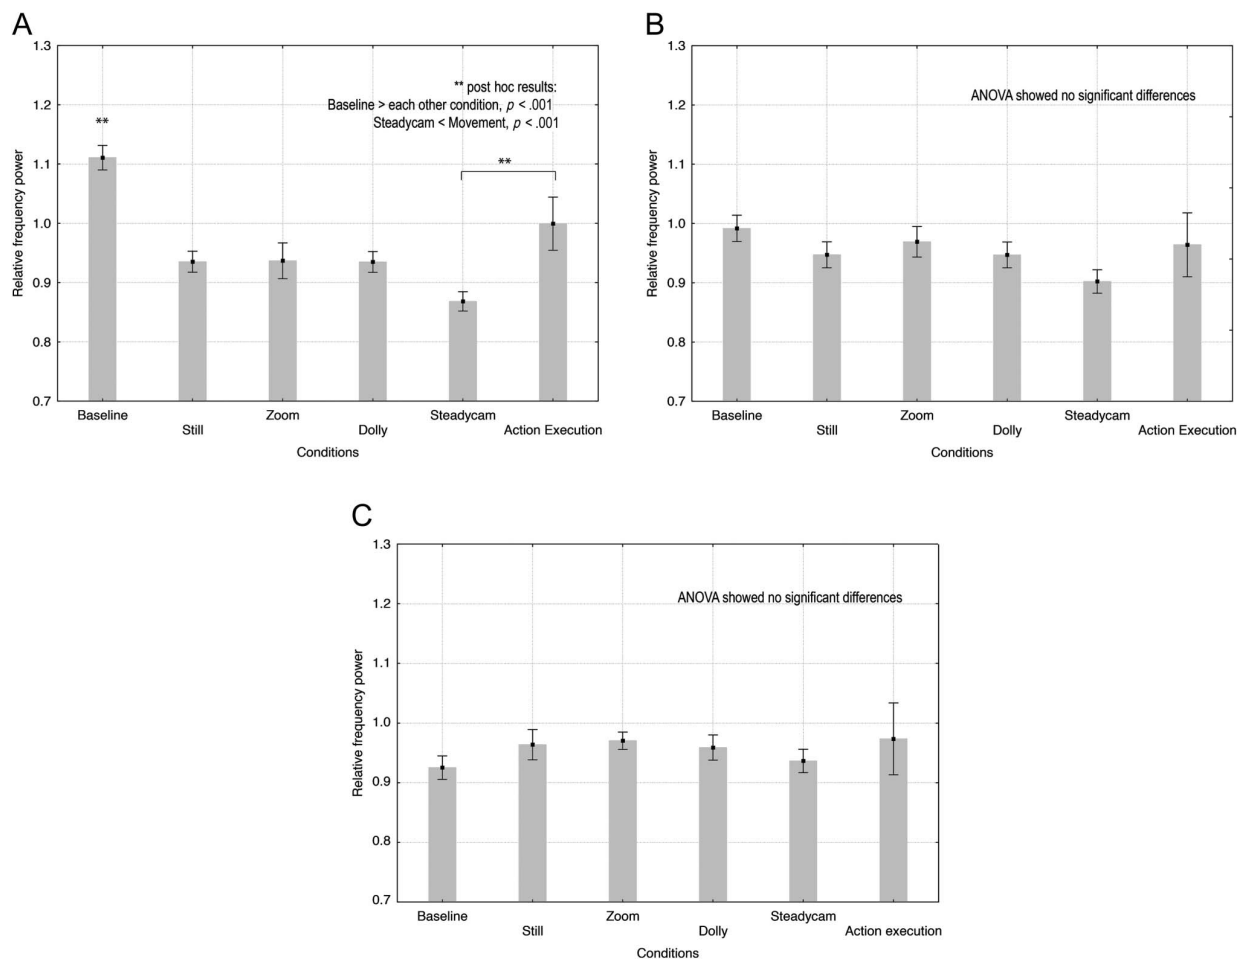 A
1.3
1.2
1.1
1.0
0.9
0.8
0.7
Relative frequency power
** post hoc results:
Baseline > each other condition, p < .001
Steadycam < Movement, p < .001
**
**
Baseline
Still
Zoom
Dolly
Steadycam
Action Execution
Conditions
B
1.3
1.2
1.1
1.0
0.9
0.8
0.7
Relative frequency power
ANOVA showed no significant differences
Baseline
Still
Zoom
Dolly
Steadycam
Action Execution
Conditions
C
1.3
1.2
1.1
1.0
0.9
0.8
0.7
Relative frequency power
ANOVA showed no significant differences
Baseline
Still
Zoom
Dolly
Steadycam
Action execution
Conditions